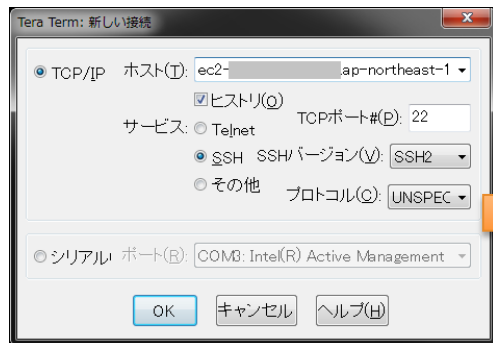 Tera Term: 新しい接続
TCP/IP ホスト(T): ec2- .ap-northeast-1
ヒストリ(O)
サービス: Telnet TCPポート#(P): 22
SSH SSHバージョン(V): SSH2
その他 プロトコル(C): UNSPEC
シリアル ポート(R): COM3: Intel(R) Active Management
OK キャンセル ヘルプ(H)